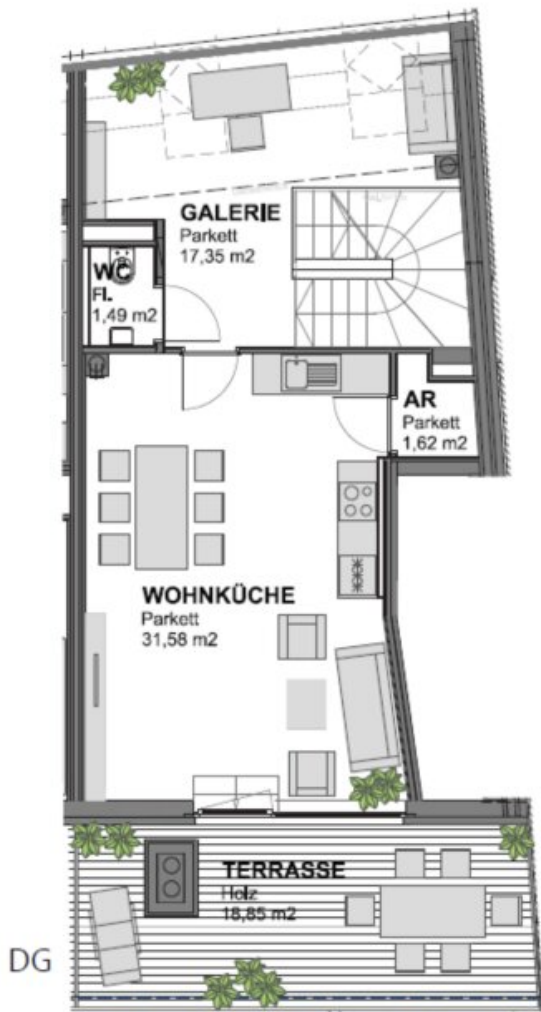 GALERIE
Parkett
17,35 m2
WC
Fl.
1,49 m2
AR
Parkett
1,62 m2
WOHNKÜCHE
Parkett
31,58 m2
TERRASSE
Holz
18,85 m2
DG